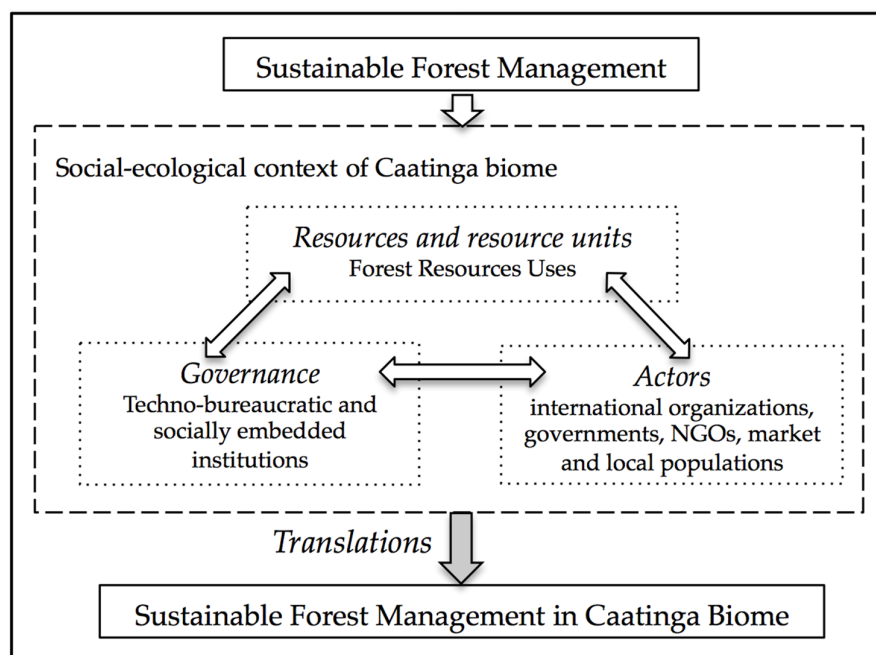 Sustainable Forest Management
Social-ecological context of Caatinga biome
Resources and resource units
Forest Resources Uses
Governance
Techno-bureaucratic and
socially embedded
institutions
Actors
international organizations,
governments, NGOs, market
and local populations
Translations
Sustainable Forest Management in Caatinga Biome